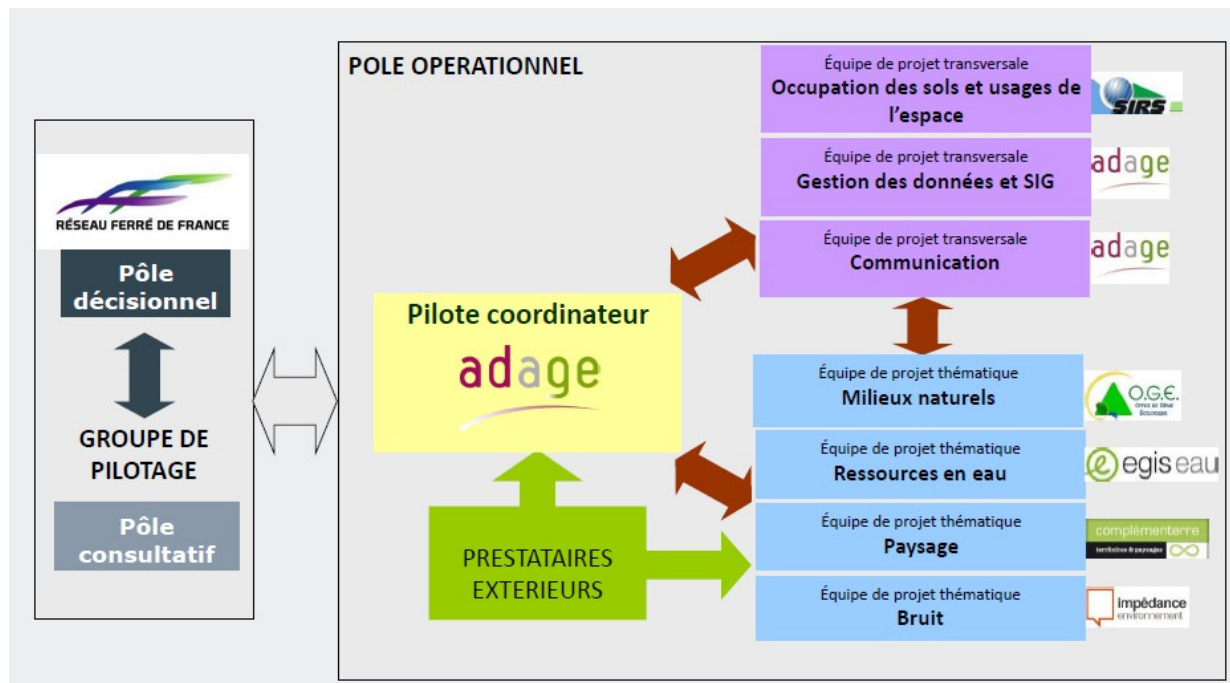 RÉSEAU FERRÉ DE FRANCE
Pôle
décisionnel
GROUPE DE
PILOTAGE
Pôle
consultatif
POLE OPERATIONNEL
Pilote coordinateur
adage
PRESTATAIRES
EXTERIEURS
Équipe de projet transversale
Occupation des sols et usages de
l'espace
SIRS
Équipe de projet transversale
Gestion des données et SIG
adage
Équipe de projet transversale
Communication
adage
Équipe de projet thématique
Milieux naturels
O.G.E.
Équipe de projet thématique
Ressources en eau
egis eau
Équipe de projet thématique
Paysage
complémenterre
territoires & paysages
Équipe de projet thématique
Bruit
impédance
environnement